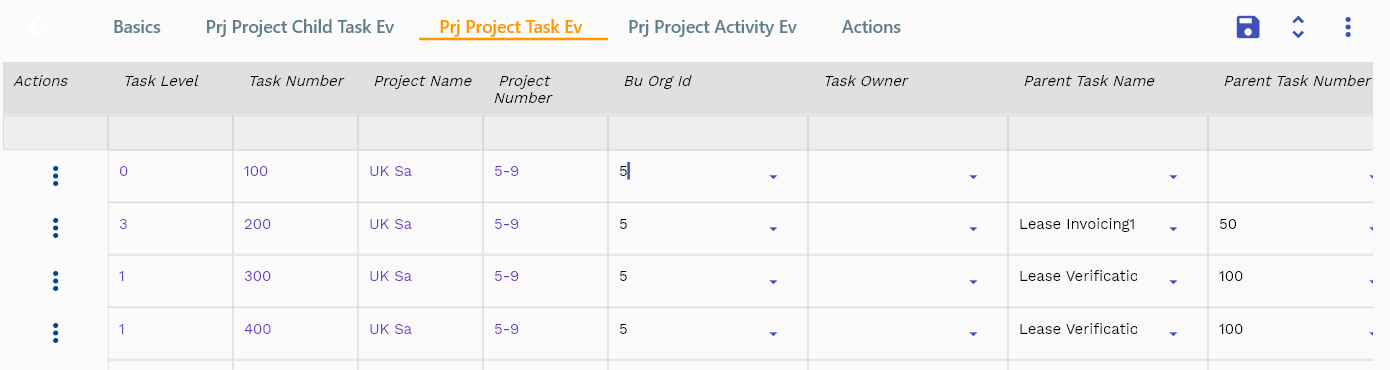 Basics Prj Project Child Task Ev Prj Project Task Ev Prj Project Activity Ev Actions
Actions Task Level Task Number Project Name Project Number Bu Org Id Task Owner Parent Task Name Parent Task Number
0 100 UK Sa 5-9 5
3 200 UK Sa 5-9 5 Lease Invoicing1 50
1 300 UK Sa 5-9 5 Lease Verificatic 100
1 400 UK Sa 5-9 5 Lease Verificatic 100